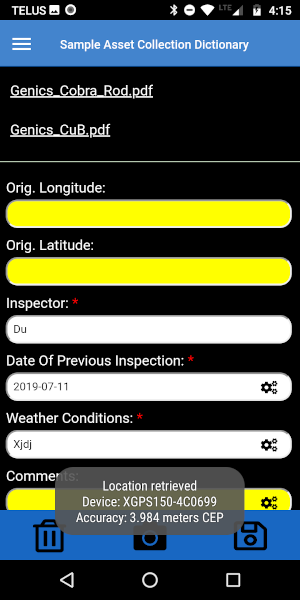 TELUS LTE 4:15
Sample Asset Collection Dictionary
Genics_Cobra_Rod.pdf
Genics_CuB.pdf
Orig. Longitude:
Orig. Latitude:
Inspector: *
Du
Date Of Previous Inspection: *
2019-07-11
Weather Conditions: *
Xjdj
Comments:
Location retrieved
Device: XGPS150-4C0699
Accuracy: 3.984 meters CEP